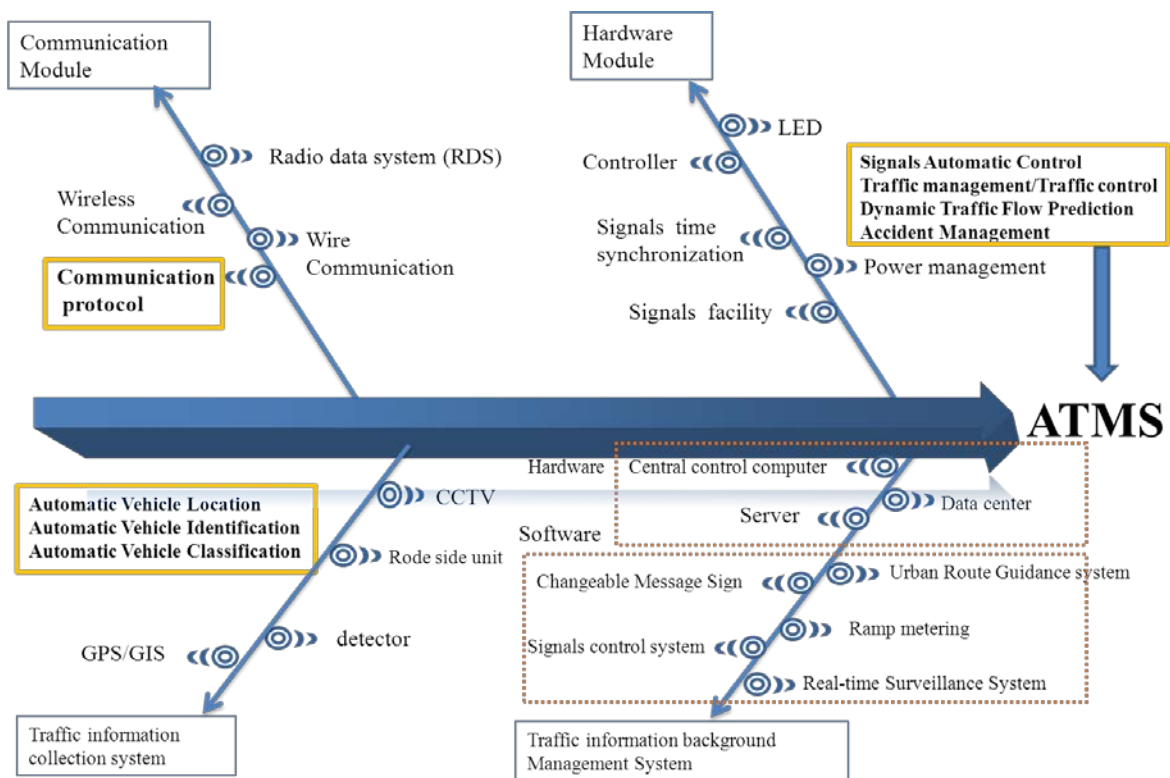 Communication
Module
Radio data system (RDS)
Wireless
Communication
Wire
Communication
Communication
protocol
Hardware
Module
LED
Controller
Signals time
synchronization
Power management
Signals facility
Signals Automatic Control
Traffic management/Traffic control
Dynamic Traffic Flow Prediction
Accident Management
ATMS
Automatic Vehicle Location
Automatic Vehicle Identification
Automatic Vehicle Classification
CCTV
Rode side unit
detector
GPS/GIS
Traffic information
collection system
Hardware
Central control computer
Data center
Server
Software
Urban Route Guidance system
Changeable Message Sign
Ramp metering
Signals control system
Real-time Surveillance System
Traffic information background
Management System